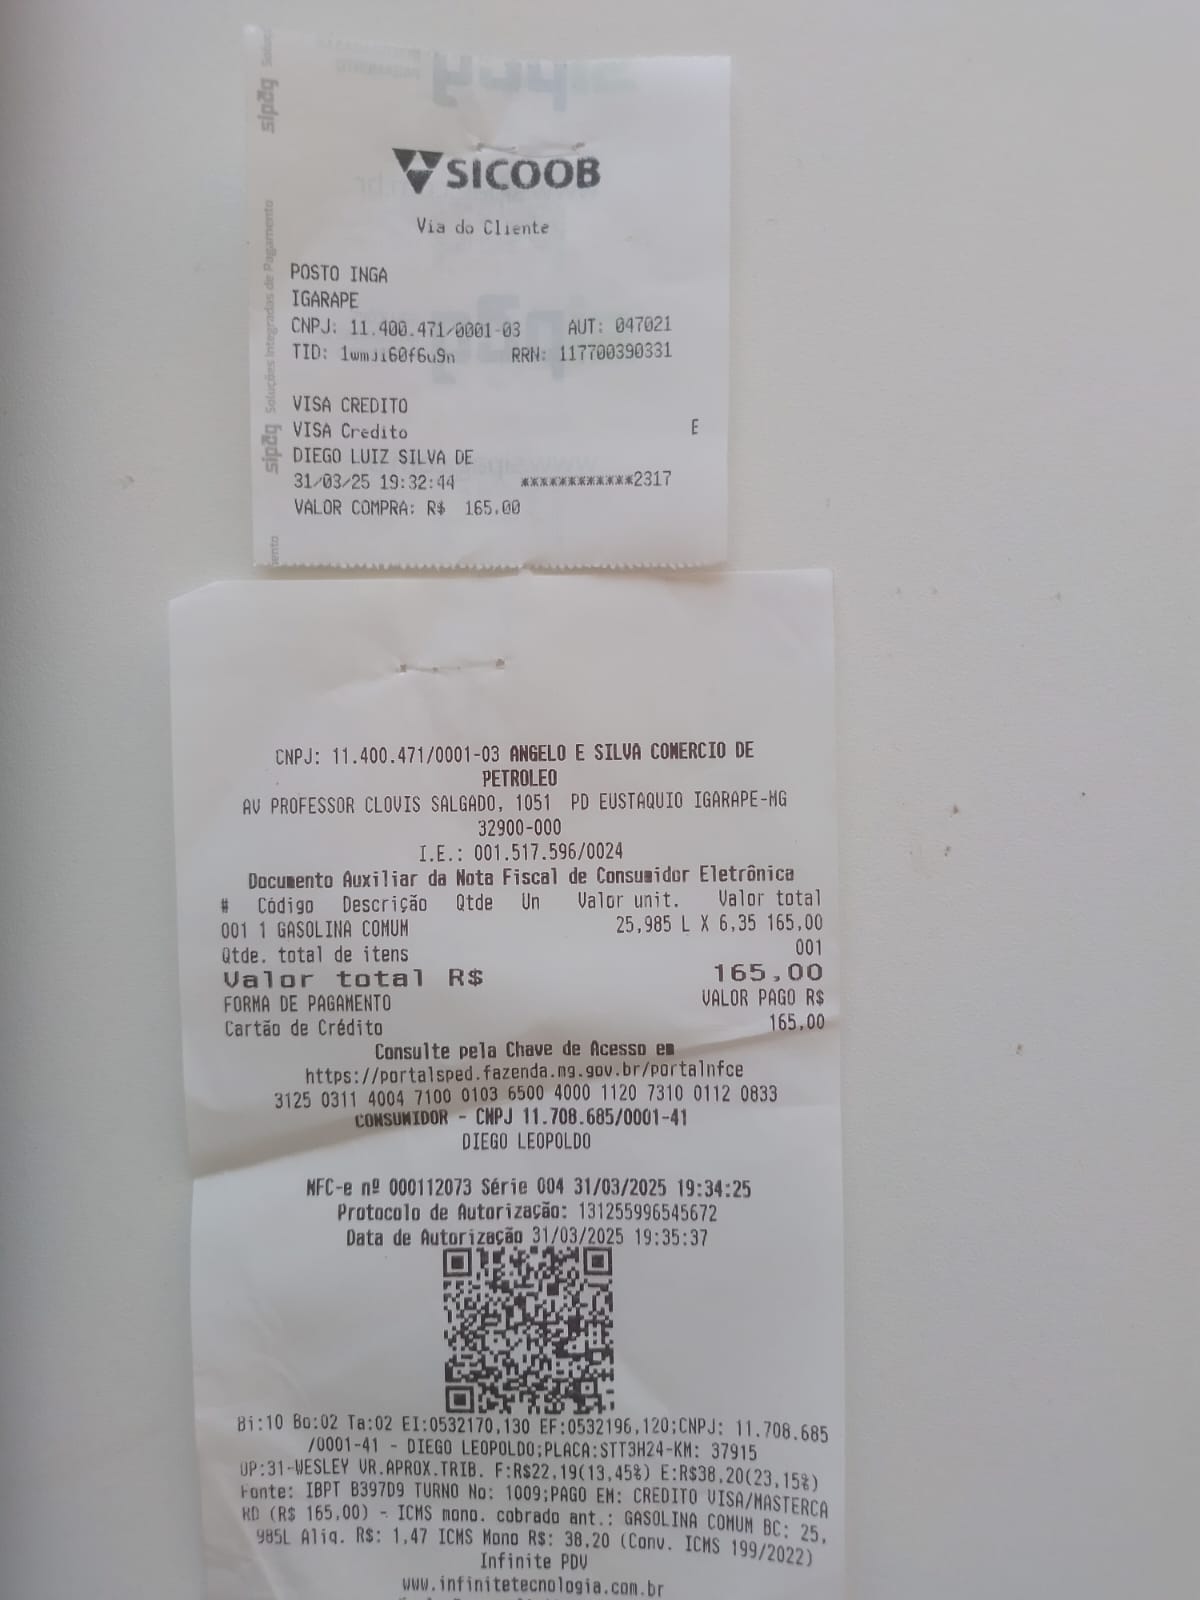 SICOOB
Via do Cliente
POSTO INGA
IGARAPE
CNPJ: 11.400.471/0001-03 AUT: 047021
TID: 1wmji60f6u9n RRN: 117700390331
VISA CREDITO
VISA Credito E
DIEGO LUIZ SILVA DE
31/03/25 19:32:44 ************2317
VALOR COMPRA: R$ 165,00
sipag Soluções Integradas de Pagamento sipag
CNPJ: 11.400.471/0001-03 ANGELO E SILVA COMERCIO DE
PETROLEO
AV PROFESSOR CLOVIS SALGADO, 1051 PD EUSTAQUIO IGARAPE-MG
32900-000
I.E.: 001.517.596/0024
Documento Auxiliar da Nota Fiscal de Consumidor Eletrônica
# Código Descrição Qtde Un Valor unit. Valor total
001 1 GASOLINA COMUM 25,985 L X 6,35 165,00
Qtde. total de itens 001
Valor total R$ 165,00
FORMA DE PAGAMENTO VALOR PAGO R$
Cartão de Crédito 165,00
Consulte pela Chave de Acesso em
https://portalsped.fazenda.mg.gov.br/portalnfce
3125 0311 4004 7100 0103 6500 4000 1120 7310 0112 0833
CONSUMIDOR - CNPJ 11.708.685/0001-41
DIEGO LEOPOLDO
NFC-e nº 000112073 Série 004 31/03/2025 19:34:25
Protocolo de Autorização: 131255996545672
Data de Autorização 31/03/2025 19:35:37
Bi:10 Bo:02 Ta:02 EI:0532170,130 EF:0532196,120;CNPJ: 11.708.685
/0001-41 - DIEGO LEOPOLDO;PLACA:STT3H24-KM: 37915
OP:31-WESLEY VR.APROX.TRIB. F:R$22,19(13,45%) E:R$38,20(23,15%)
Fonte: IBPT B397D9 TURNO No: 1009;PAGO EM: CREDITO VISA/MASTERCA
RD (R$ 165,00) - ICMS mono. cobrado ant.: GASOLINA COMUM BC: 25,
985L Aliq. R$: 1,47 ICMS Mono R$: 38,20 (Conv. ICMS 199/2022)
Infinite PDV
www.infinitetecnologia.com.br